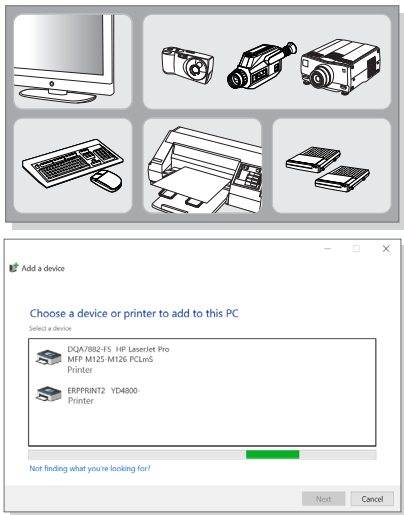 Add a device
Choose a device or printer to add to this PC
Select a device
DQA7882-FS HP LaserJet Pro
MFP M125-M126 PCLmS
Printer
ERPPRINT2 YD4800-
Printer
Not finding what you're looking for?
Next Cancel